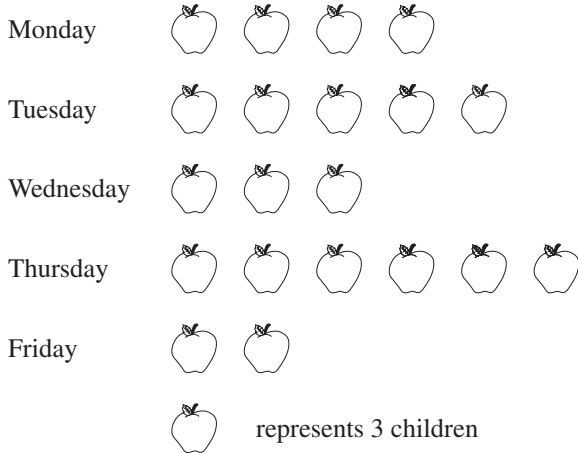 Monday
Tuesday
Wednesday
Thursday
Friday
represents 3 children